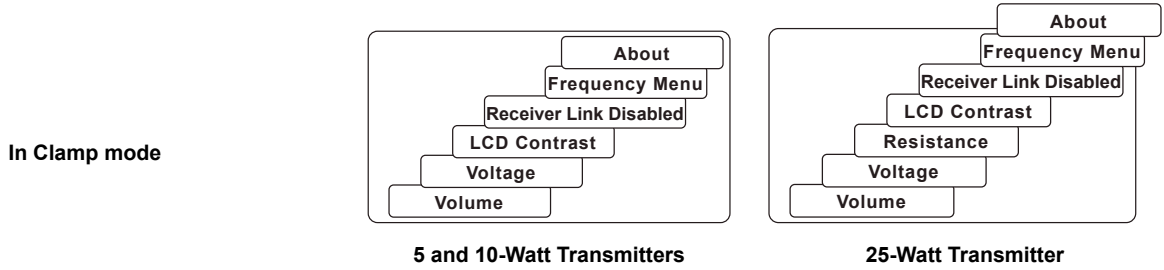 In Clamp mode
About
Frequency Menu
Receiver Link Disabled
LCD Contrast
Voltage
Volume
5 and 10-Watt Transmitters
About
Frequency Menu
Receiver Link Disabled
LCD Contrast
Resistance
Voltage
Volume
25-Watt Transmitter